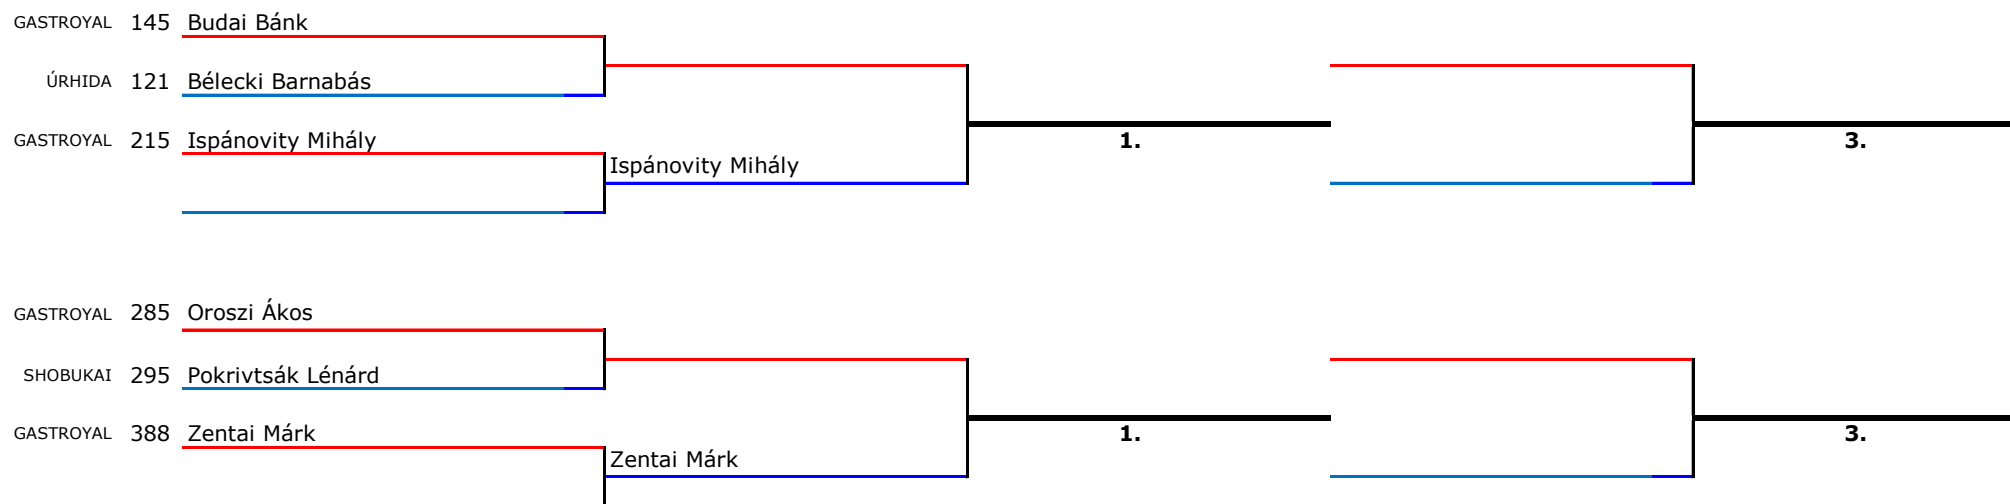 GASTROYAL 145 Budai Bánk
ÚRHIDA 121 Bélecki Barnabás
GASTROYAL 215 Ispánovity Mihály 1. 3.
Ispánovity Mihály
GASTROYAL 285 Oroszi Ákos
SHOBUKAI 295 Pokrivtsák Lénárd
GASTROYAL 388 Zentai Márk 1. 3.
Zentai Márk